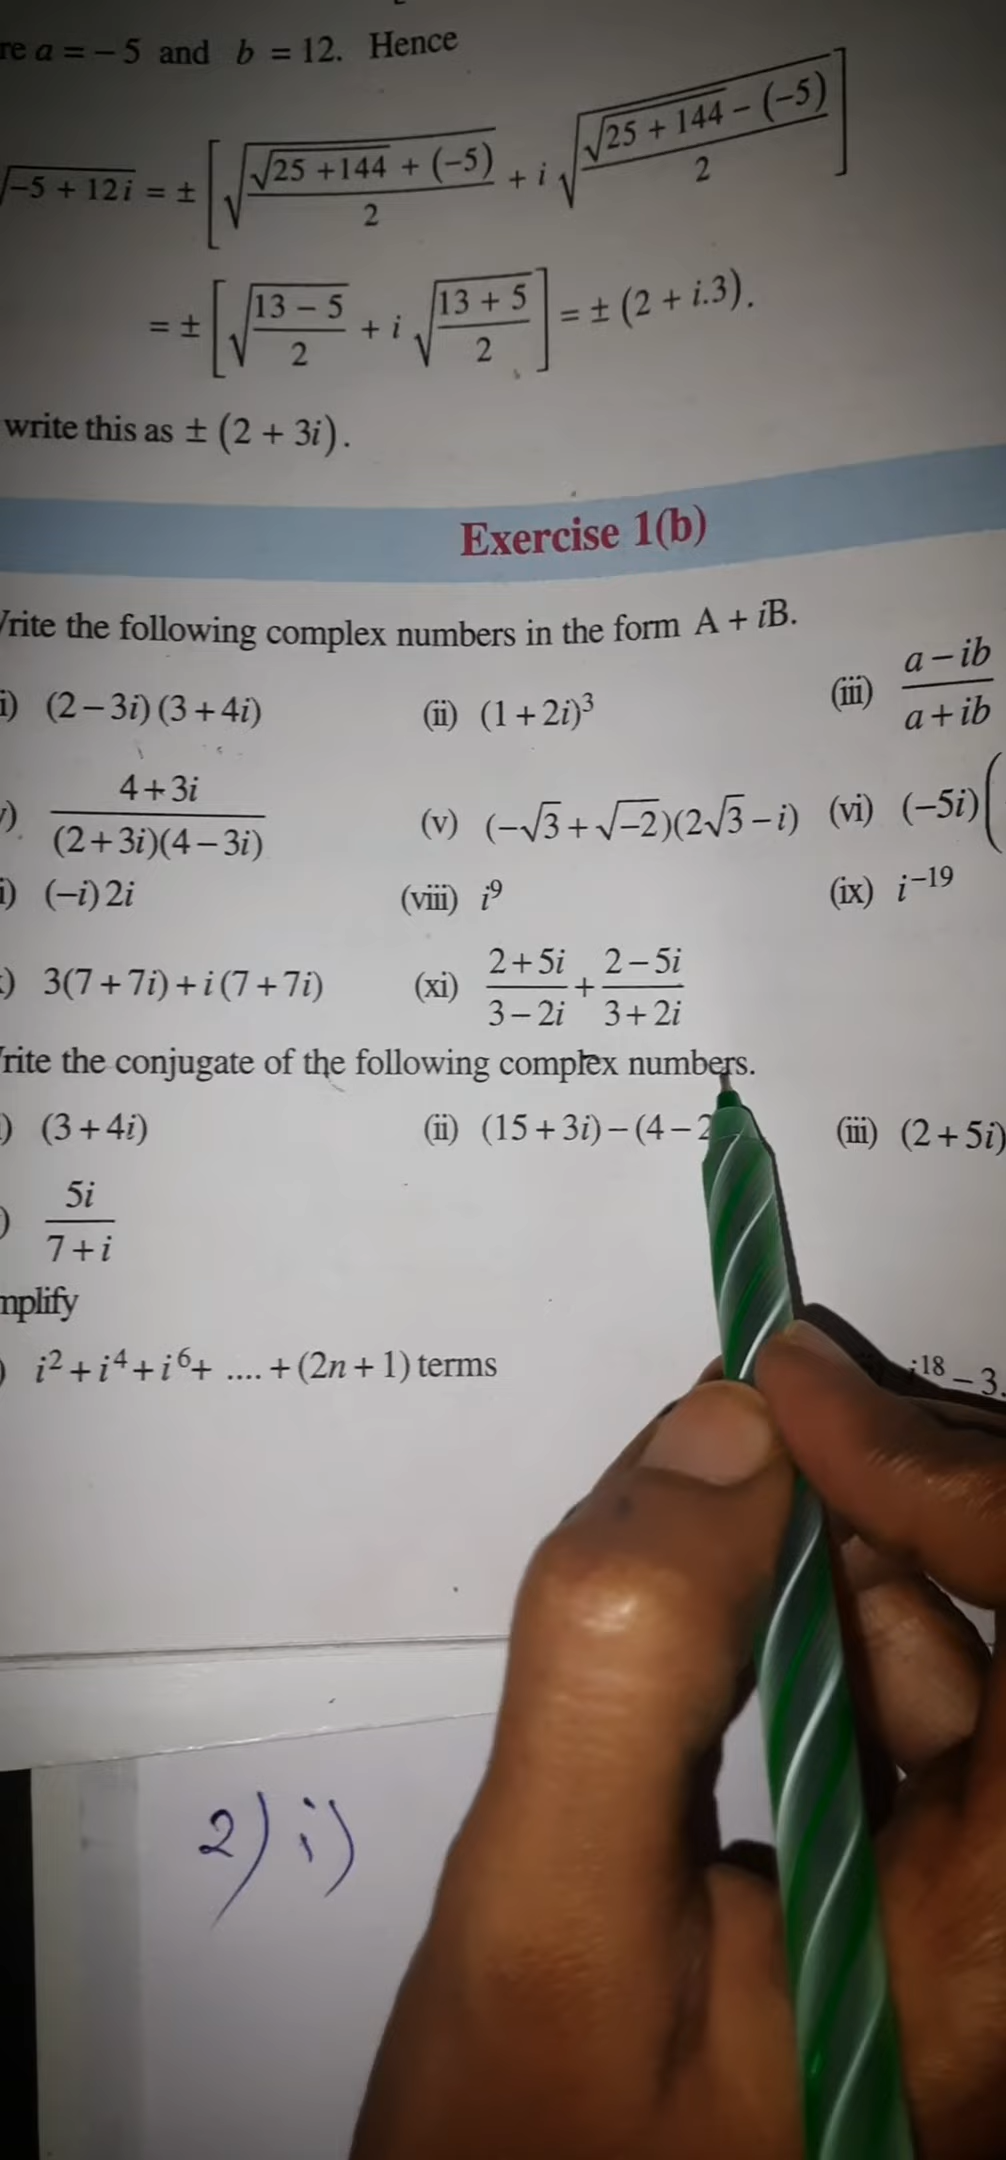 re a = – 5 and b = 12. Hence
√−5 + 12i = ± [√((√25 +144 + (−5))/2) + i √((√25 + 144 − (−5))/2)]
= ± [√((13 − 5)/2) + i √((13 + 5)/2)] = ± (2 + i.3).
write this as ± (2 + 3i).
Exercise 1(b)
rite the following complex numbers in the form A + iB.
i) (2 − 3i) (3 + 4i) (ii) (1 + 2i)³ (iii) (a − ib)/(a + ib)
) (4 + 3i)/((2 + 3i)(4 − 3i)) (v) (−√3 + √−2)(2√3 − i) (vi) (−5i)(
i) (−i) 2i (viii) i⁹ (ix) i⁻¹⁹
) 3(7 + 7i) + i (7 + 7i) (xi) (2 + 5i)/(3 − 2i) + (2 − 5i)/(3 + 2i)
rite the conjugate of the following complex numbers.
) (3 + 4i) (ii) (15 + 3i) − (4 − 2 (iii) (2 + 5i)
) 5i/(7 + i)
mplify
) i² + i⁴ + i⁶ + .... + (2n + 1) terms i¹⁸ − 3.
2) i)